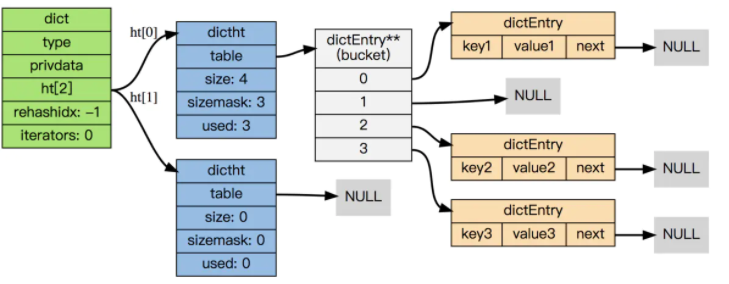 dict
type
privdata
ht[2]
rehashidx: -1
iterators: 0
ht[0]
ht[1]
dictht
table
size: 4
sizemask: 3
used: 3
dictht
table
size: 0
sizemask: 0
used: 0
NULL
dictEntry**
(bucket)
0
1
2
3
dictEntry
key1 value1 next
NULL
NULL
dictEntry
key2 value2 next
NULL
dictEntry
key3 value3 next
NULL